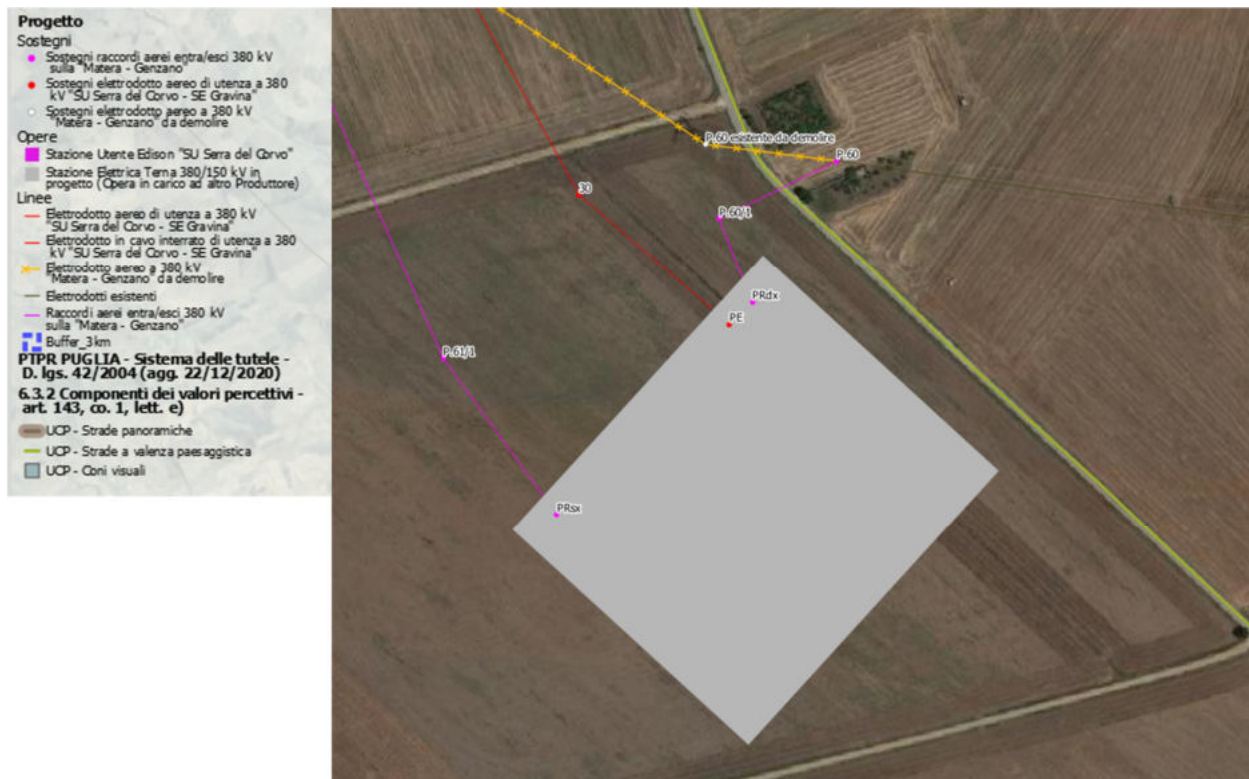 Progetto
Sostegni
Sostegni raccordi aerei entra/esci 380 kV
sulla "Matera - Genzano"
Sostegni elettrodotto aereo di utenza a 380
kV "SU Serra del Corvo - SE Gravina"
Sostegni elettrodotto aereo a 380 kV
"Matera - Genzano" da demolire
Opere
Stazione Utente Edison "SU Serra del Corvo"
Stazione Elettrica Terna 380/150 kV in
progetto (Opera in carico ad altro Produttore)
Linee
Elettrodotto aereo di utenza a 380 kV
"SU Serra del Corvo - SE Gravina"
Elettrodotto in cavo interrato di utenza a 380
kV "SU Serra del Corvo - SE Gravina"
Elettrodotto aereo a 380 kV
"Matera - Genzano" da demolire
Elettrodotti esistenti
Raccordi aerei entra/esci 380 kV
sulla "Matera - Genzano"
Buffer_3km
PTPR PUGLIA - Sistema delle tutele -
D. lgs. 42/2004 (agg. 22/12/2020)
6.3.2 Componenti dei valori percettivi -
art. 143, co. 1, lett. e)
UCP - Strade panoramiche
UCP - Strade a valenza paesaggistica
UCP - Coni visuali
P.60 esistente da demolire
P.60
30
P.60/1
PRdx
PE
P.61/1
PRsx